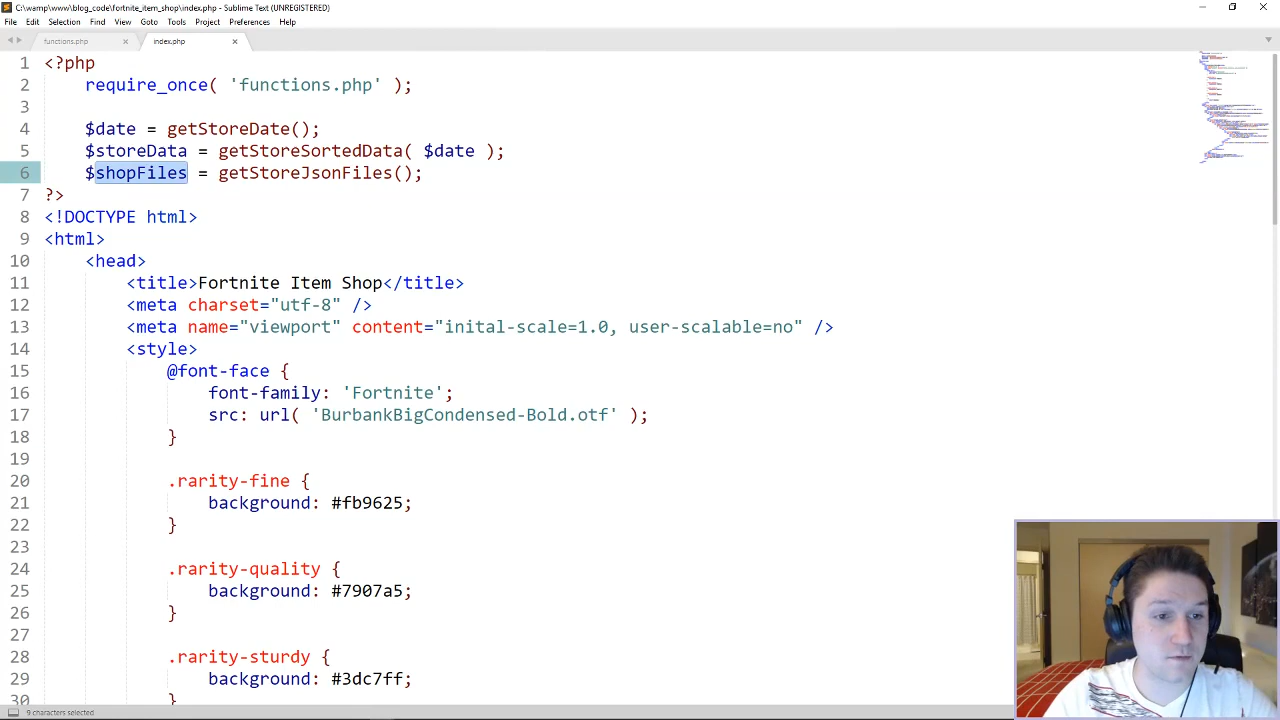 C:\wamp\www\blog_code\fortnite_item_shop\index.php - Sublime Text (UNREGISTERED)
File Edit Selection Find View Goto Tools Project Preferences Help
functions.php × index.php ×
1 <?php
2 require_once( 'functions.php' );
3
4 $date = getStoreDate();
5 $storeData = getStoreSortedData( $date );
6 $shopFiles = getStoreJsonFiles();
7 ?>
8 <!DOCTYPE html>
9 <html>
10 <head>
11 <title>Fortnite Item Shop</title>
12 <meta charset="utf-8" />
13 <meta name="viewport" content="inital-scale=1.0, user-scalable=no" />
14 <style>
15 @font-face {
16 font-family: 'Fortnite';
17 src: url( 'BurbankBigCondensed-Bold.otf' );
18 }
19
20 .rarity-fine {
21 background: #fb9625;
22 }
23
24 .rarity-quality {
25 background: #7907a5;
26 }
27
28 .rarity-sturdy {
29 background: #3dc7ff;
30 }
9 characters selected